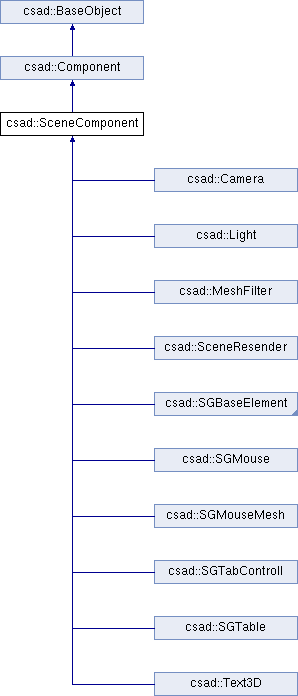 csad::BaseObject
csad::Component
csad::SceneComponent
csad::Camera
csad::Light
csad::MeshFilter
csad::SceneResender
csad::SGBaseElement
csad::SGMouse
csad::SGMouseMesh
csad::SGTabControll
csad::SGTable
csad::Text3D